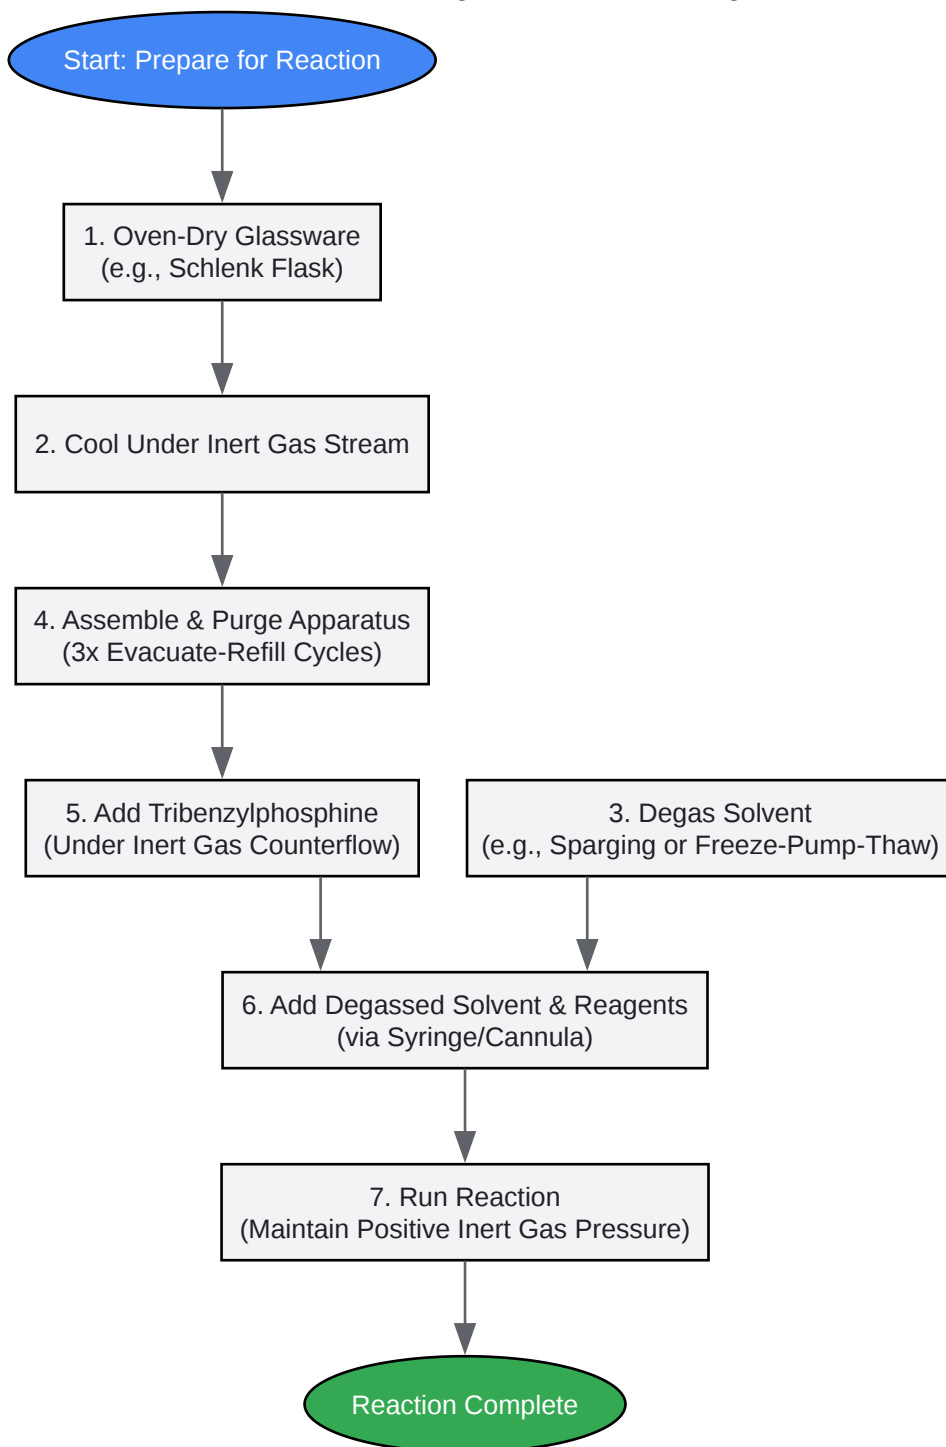 Start: Prepare for Reaction
1. Oven-Dry Glassware
(e.g., Schlenk Flask)
2. Cool Under Inert Gas Stream
4. Assemble & Purge Apparatus
(3x Evacuate-Refill Cycles)
5. Add Tribenzylphosphine
(Under Inert Gas Counterflow)
3. Degas Solvent
(e.g., Sparging or Freeze-Pump-Thaw)
6. Add Degassed Solvent & Reagents
(via Syringe/Cannula)
7. Run Reaction
(Maintain Positive Inert Gas Pressure)
Reaction Complete